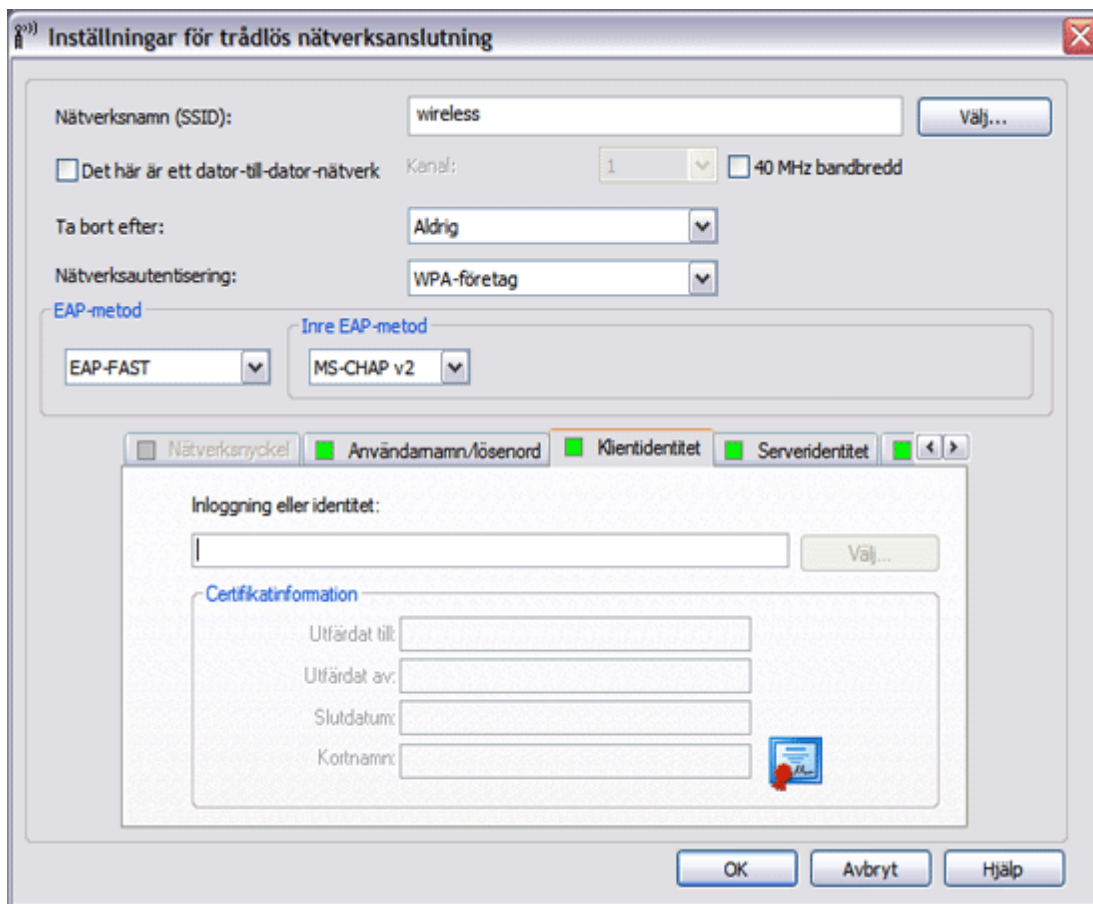 Inställningar för trådlös nätverksanslutning
Nätverksnamn (SSID): wireless Välj...
Det här är ett dator-till-dator-nätverk Kanal: 1 40 MHz bandbredd
Ta bort efter: Aldrig
Nätverksautentisering: WPA-företag
EAP-metod
Inre EAP-metod
EAP-FAST MS-CHAP v2
Nätverksnyckel Användarnamn/lösenord Klientidentitet Serveridentitet
Inloggning eller identitet:
Välj...
Certifikatinformation
Utfärdat till:
Utfärdat av:
Slutdatum:
Kortnamn:
OK Avbryt Hjälp